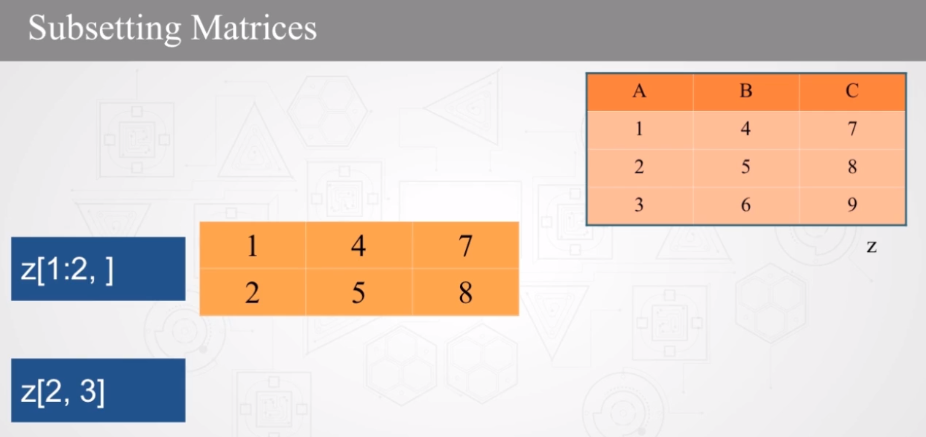 Subsetting Matrices
A B C
1 4 7
2 5 8
3 6 9
z
z[1:2, ]
1 4 7
2 5 8
z[2, 3]